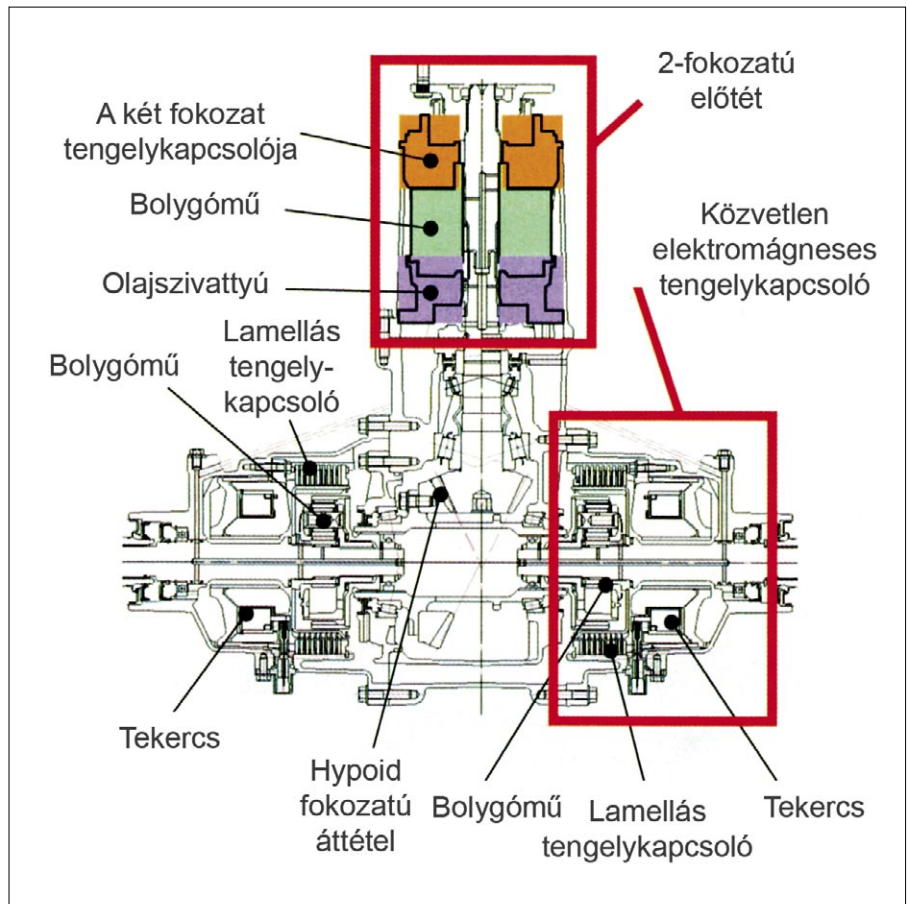 2-fokozatú
előtét
A két fokozat
tengelykapcsolója
Bolygómű
Olajszivattyú
Közvetlen
elektromágneses
tengelykapcsoló
Lamellás
tengely-
kapcsoló
Bolygómű
Tekercs
Hypoid
fokozatú
áttétel
Bolygómű
Lamellás
tengelykapcsoló
Tekercs